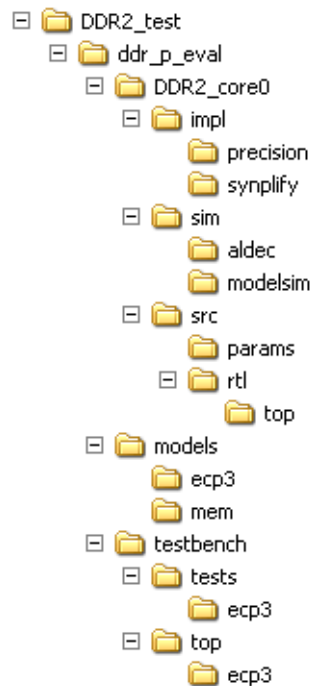 DDR2_test
ddr_p_eval
DDR2_core0
impl
precision
synplify
sim
aldec
modelsim
src
params
rtl
top
models
ecp3
mem
testbench
tests
ecp3
top
ecp3